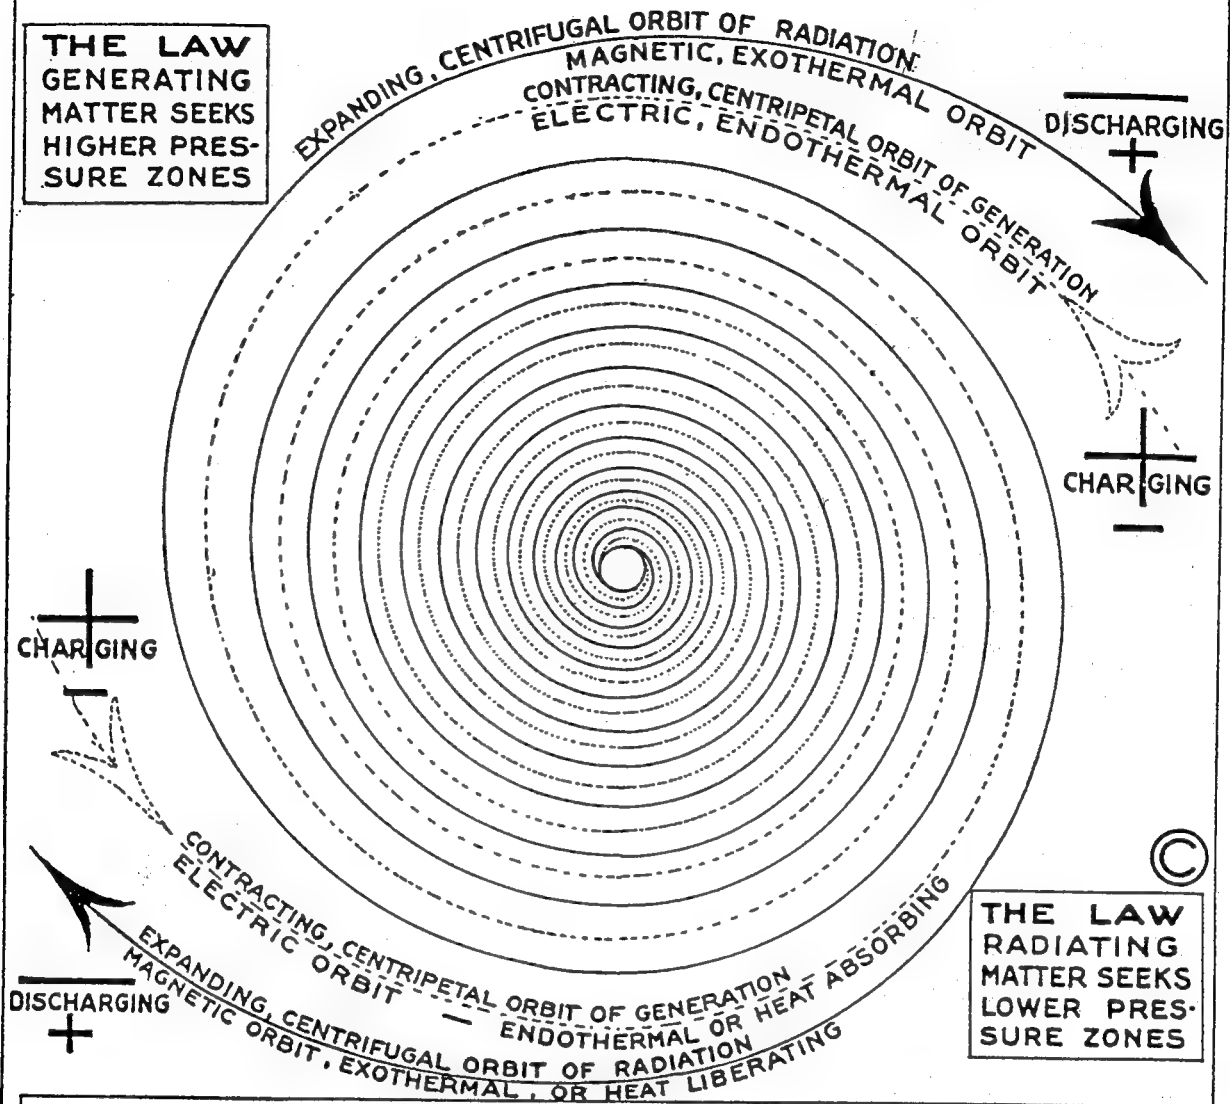 THE LAW
GENERATING
MATTER SEEKS
HIGHER PRES-
SURE ZONES
EXPANDING, CENTRIFUGAL ORBIT OF RADIATION
MAGNETIC, EXOTHERMAL ORBIT
CONTRACTING, CENTRIPETAL ORBIT OF GENERATION
ELECTRIC, ENDOTHERMAL ORBIT
—
DISCHARGING
+
+
CHARGING
—
+
CHARGING
—
—
DISCHARGING
+
CONTRACTING, CENTRIPETAL ORBIT OF GENERATION
ELECTRIC ORBIT — ENDOTHERMAL OR HEAT ABSORBING
EXPANDING, CENTRIFUGAL ORBIT OF RADIATION
MAGNETIC ORBIT, EXOTHERMAL, OR HEAT LIBERATING
©
THE LAW
RADIATING
MATTER SEEKS
LOWER PRES-
SURE ZONES